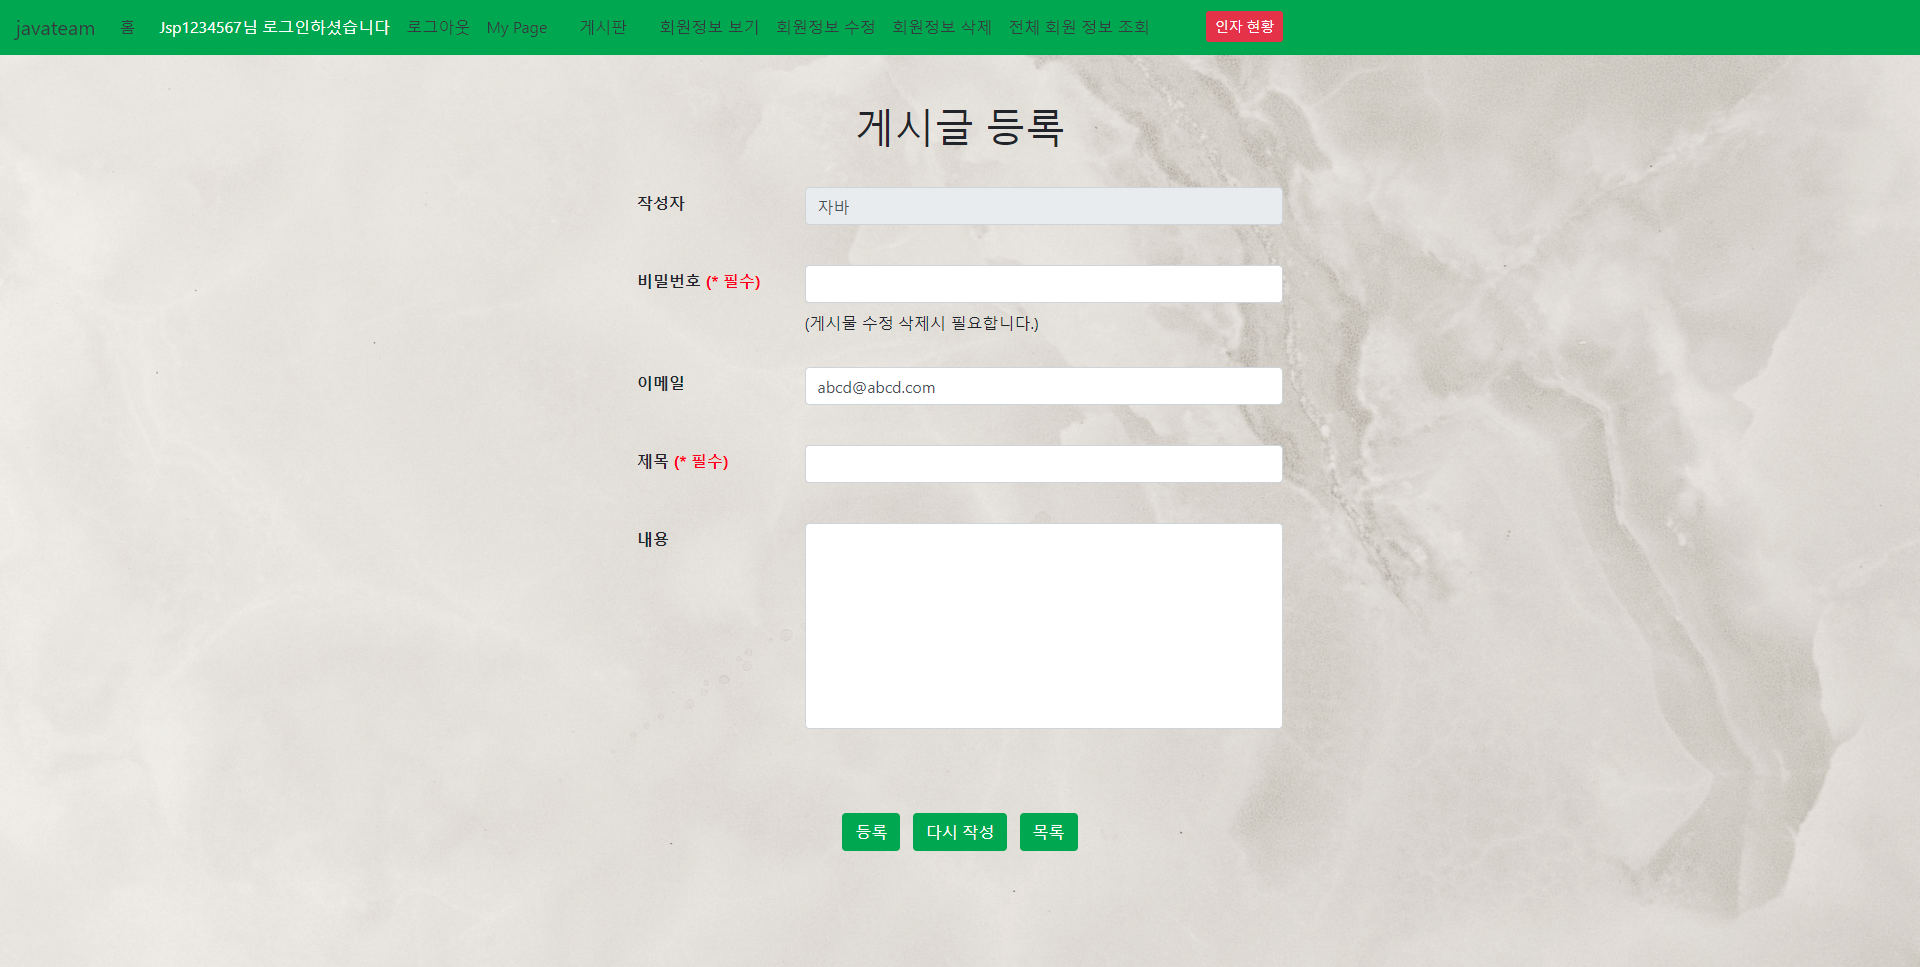 javateam 홈 Jsp1234567님 로그인하셨습니다 로그아웃 My Page 게시판 회원정보 보기 회원정보 수정 회원정보 삭제 전체 회원 정보 조회 인자 현황
게시글 등록
작성자 자바
비밀번호 (* 필수)
(게시물 수정 삭제시 필요합니다.)
이메일 abcd@abcd.com
제목 (* 필수)
내용
등록 다시 작성 목록